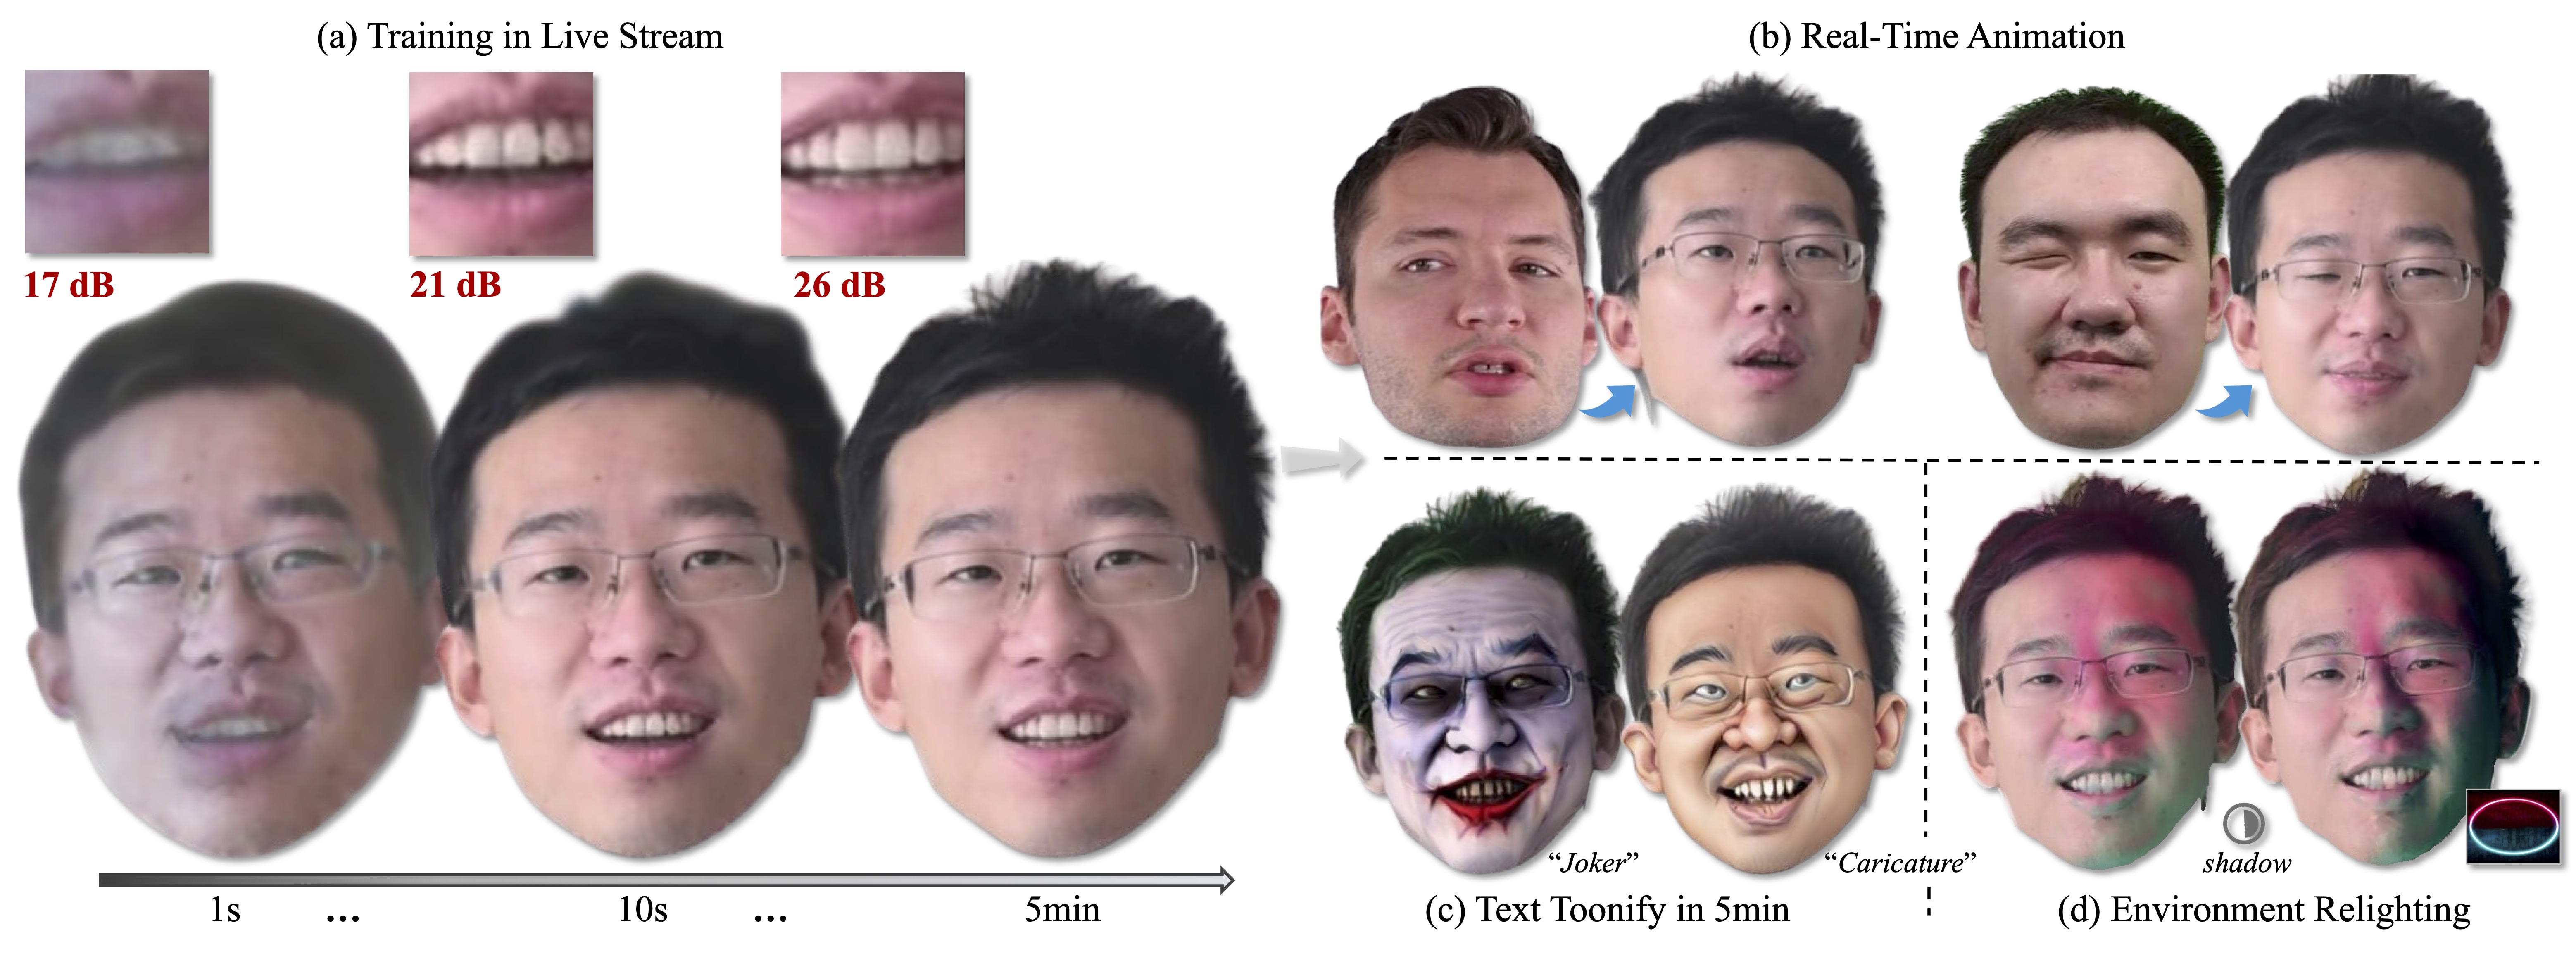 (a) Training in Live Stream
17 dB
21 dB
26 dB
1s
...
10s
...
5min
(b) Real-Time Animation
“Joker”
“Caricature”
(c) Text Toonify in 5min
shadow
(d) Environment Relighting